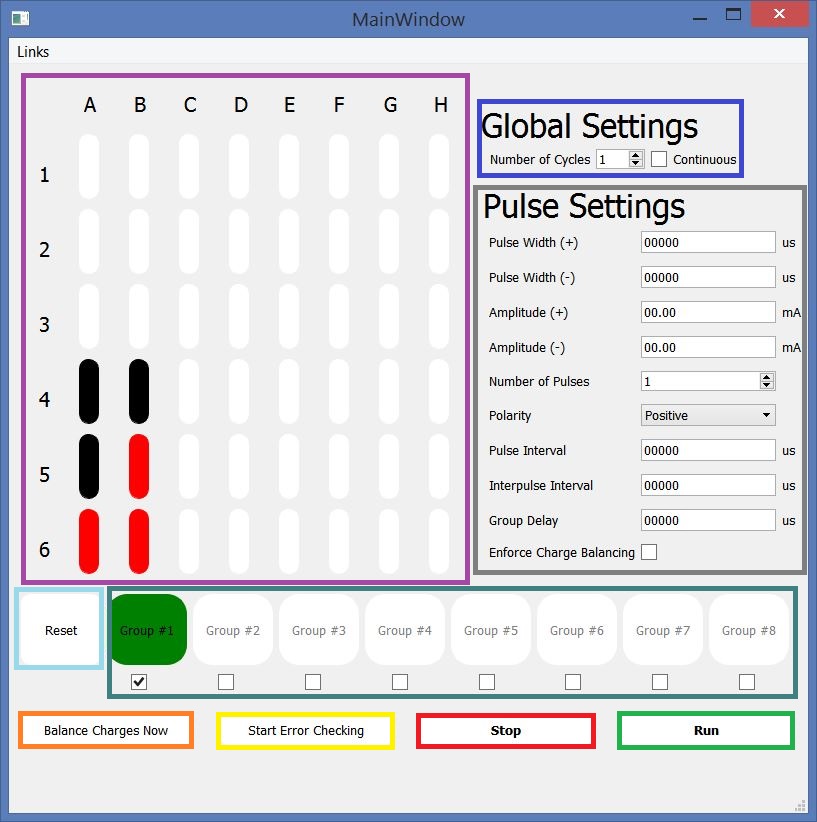 MainWindow
Links
A B C D E F G H
1
2
3
4
5
6
Global Settings
Number of Cycles 1 Continuous
Pulse Settings
Pulse Width (+) 00000 us
Pulse Width (-) 00000 us
Amplitude (+) 00.00 mA
Amplitude (-) 00.00 mA
Number of Pulses 1
Polarity Positive
Pulse Interval 00000 us
Interpulse Interval 00000 us
Group Delay 00000 us
Enforce Charge Balancing
Reset Group #1 Group #2 Group #3 Group #4 Group #5 Group #6 Group #7 Group #8
Balance Charges Now Start Error Checking Stop Run